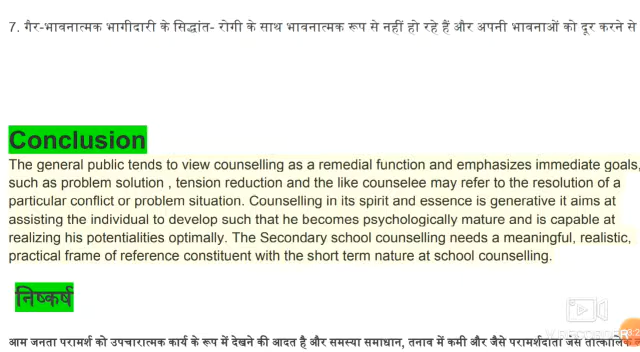 7. गैर-भावनात्मक भागीदारी के सिद्धांत- रोगी के साथ भावनात्मक रूप से नहीं हो रहे हैं और अपनी भावनाओं को दूर करने से
Conclusion
The general public tends to view counselling as a remedial function and emphasizes immediate goals,
such as problem solution , tension reduction and the like counselee may refer to the resolution of a
particular conflict or problem situation. Counselling in its spirit and essence is generative it aims at
assisting the individual to develop such that he becomes psychologically mature and is capable at
realizing his potentialities optimally. The Secondary school counselling needs a meaningful, realistic,
practical frame of reference constituent with the short term nature at school counselling.
निष्कर्ष
आम जनता परामर्श को उपचारात्मक कार्य के रूप में देखने की आदत है और समस्या समाधान, तनाव में कमी और जैसे परामर्शदाता जैसे